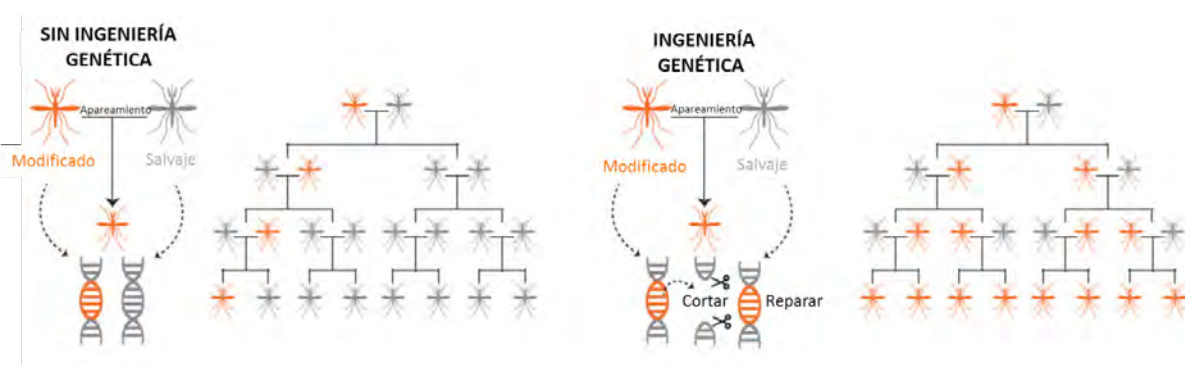 SIN INGENIERÍA
GENÉTICA
Apareamiento
Modificado
Salvaje
INGENIERÍA
GENÉTICA
Apareamiento
Modificado
Salvaje
Cortar
Reparar